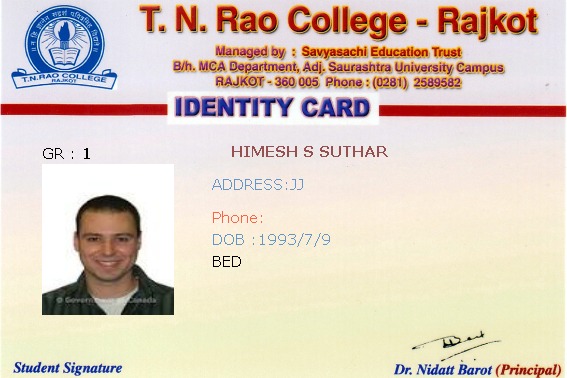 T. N. Rao College - Rajkot
Managed by : Savyasachi Education Trust
B/h. MCA Department, Adj. Saurashtra University Campus
RAJKOT - 360 005 Phone : (0281) 2589582
T.N.RAO COLLEGE
RAJKOT
IDENTITY CARD
GR : 1
HIMESH S SUTHAR
ADDRESS:JJ
Phone:
DOB :1993/7/9
BED
© Government of Canada
Student Signature
Dr. Nidatt Barot (Principal)